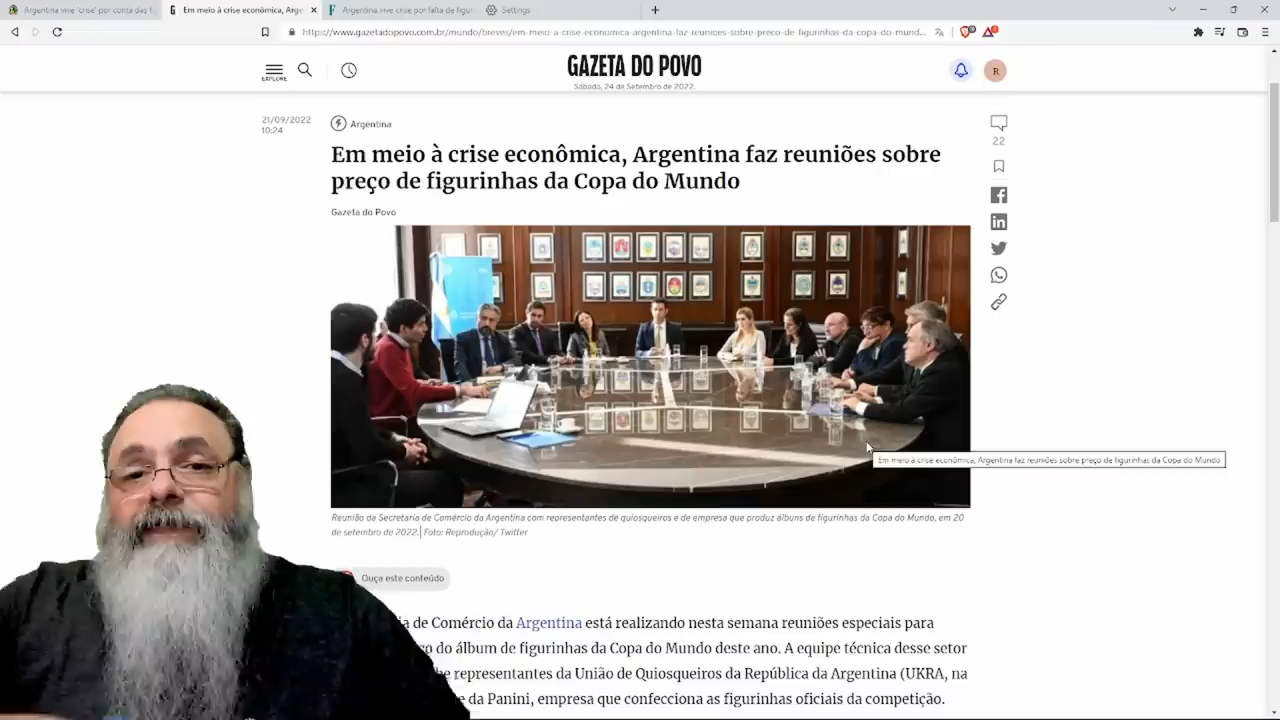 Argentina vive 'crise' por conta das fi
Em meio à crise econômica, Argen
Argentina vive crise por falta de figur
Settings
https://www.gazetadopovo.com.br/mundo/breves/em-meio-a-crise-economica-argentina-faz-reunioes-sobre-preco-de-figurinhas-da-copa-do-mund...
EXPLORE
GAZETA DO POVO
Sábado, 24 de Setembro de 2022.
R
21/09/2022
10:24
Argentina
22
Em meio à crise econômica, Argentina faz reuniões sobre
preço de figurinhas da Copa do Mundo
Gazeta do Povo
Em meio à crise econômica, Argentina faz reuniões sobre preço de figurinhas da Copa do Mundo
Reunião da Secretaria de Comércio da Argentina com representantes de quiosqueiros e de empresa que produz álbuns de figurinhas da Copa do Mundo, em 20
de setembro de 2022.| Foto: Reprodução/ Twitter
Ouça este conteúdo
ia de Comércio da Argentina está realizando nesta semana reuniões especiais para
ço do álbum de figurinhas da Copa do Mundo deste ano. A equipe técnica desse setor
be representantes da União de Quiosqueiros da República da Argentina (UKRA, na
e da Panini, empresa que confecciona as figurinhas oficiais da competição.